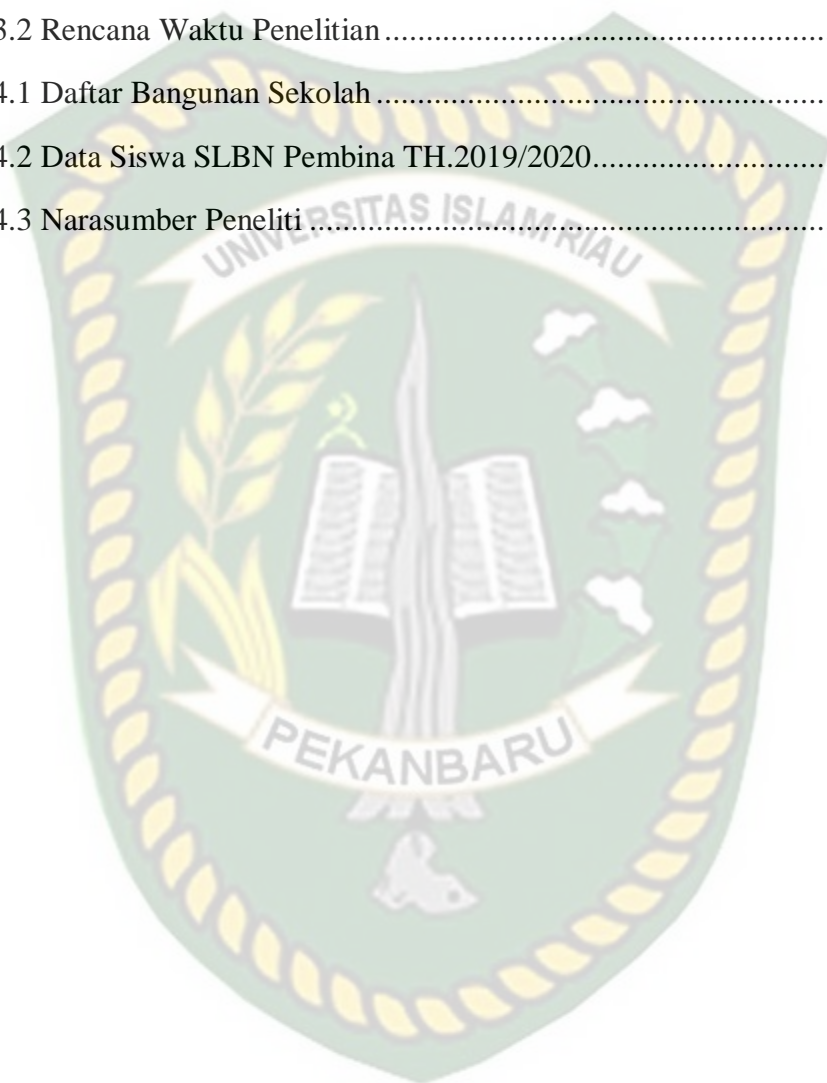 3.2 Rencana Waktu Penelitian ....................................................
4.1 Daftar Bangunan Sekolah .....................................................
4.2 Data Siswa SLBN Pembina TH.2019/2020..........................
4.3 Narasumber Peneliti .............................................................
UNIVERSITAS ISLAM RIAU
PEKANBARU